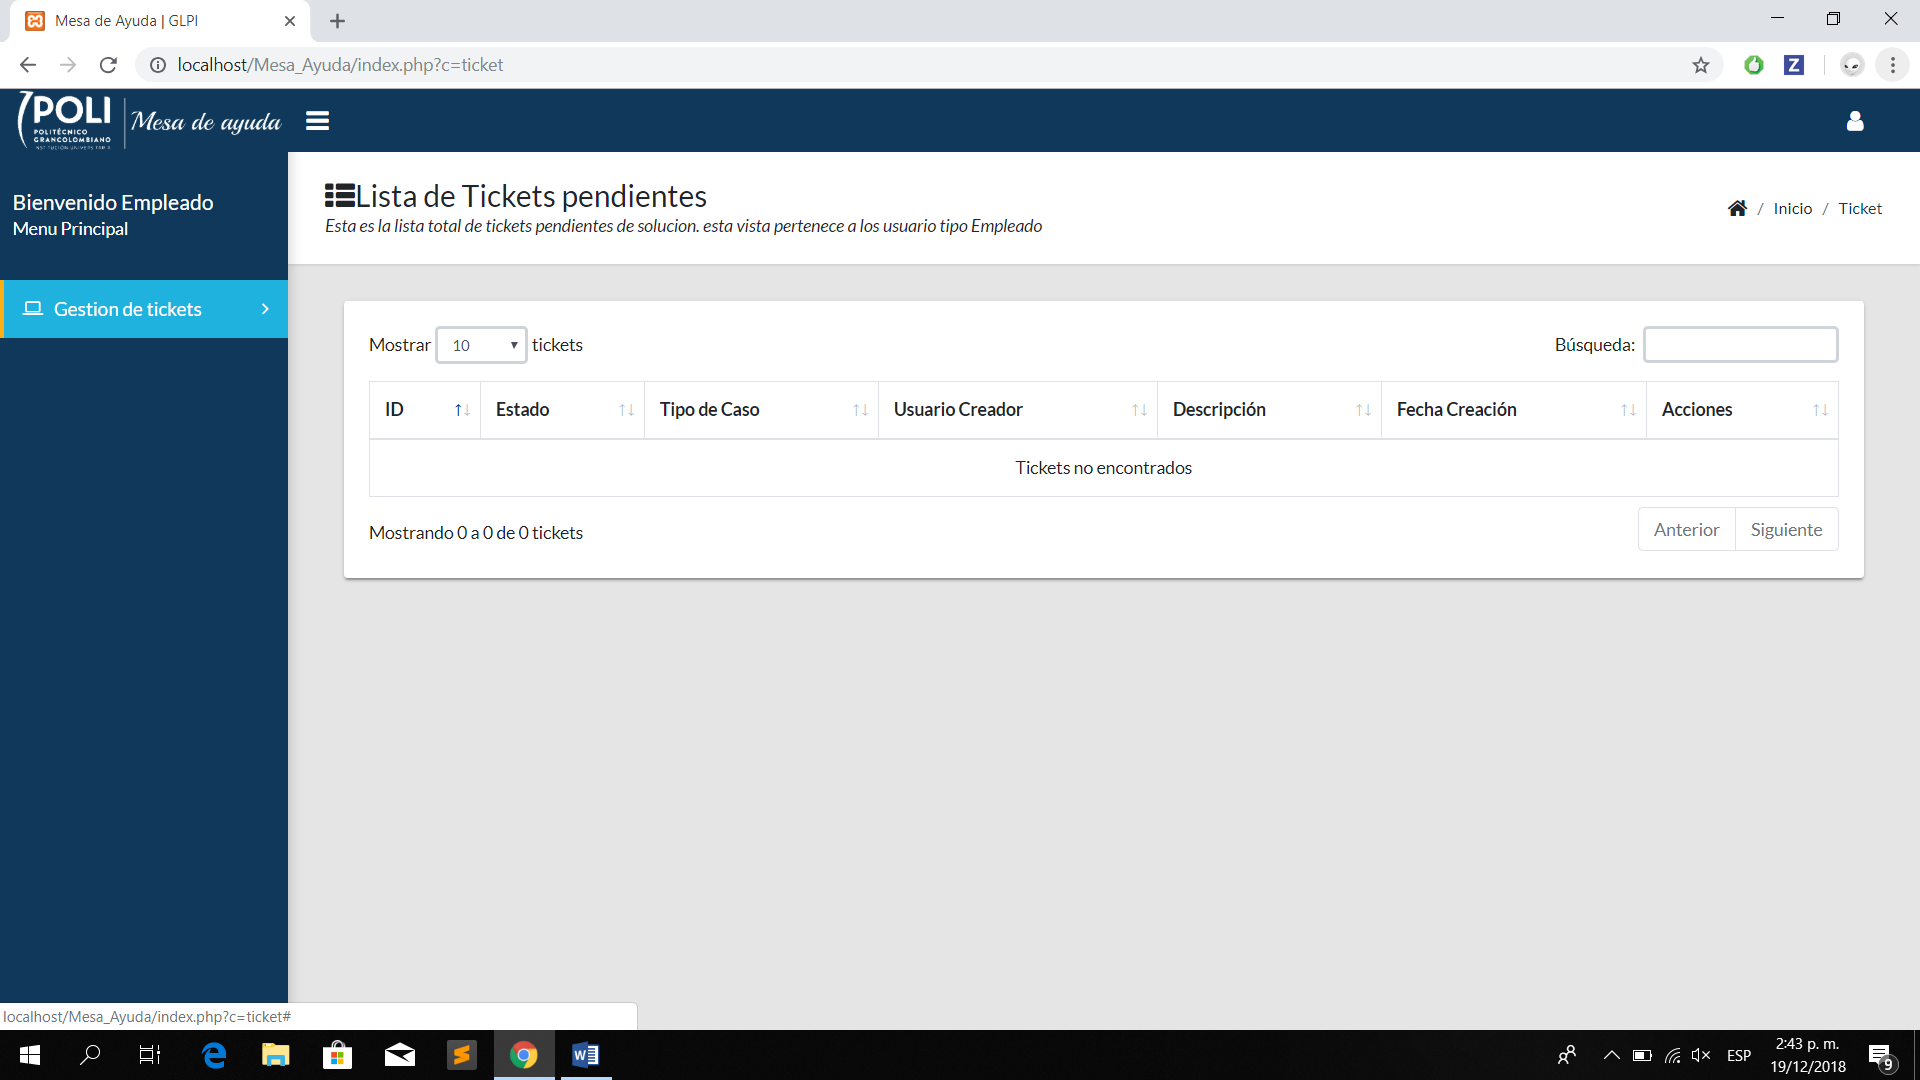 Mesa de Ayuda | GLPI
localhost/Mesa_Ayuda/index.php?c=ticket
Z
POLI
POLITÉCNICO
GRANCOLOMBIANO
Mesa de ayuda
Bienvenido Empleado
Menu Principal
Gestion de tickets
Lista de Tickets pendientes
Esta es la lista total de tickets pendientes de solucion. esta vista pertenece a los usuario tipo Empleado
Inicio / Ticket
Mostrar 10 tickets
Búsqueda:
ID Estado Tipo de Caso Usuario Creador Descripción Fecha Creación Acciones
Tickets no encontrados
Mostrando 0 a 0 de 0 tickets
Anterior Siguiente
localhost/Mesa_Ayuda/index.php?c=ticket#
ESP
2:43 p. m.
19/12/2018
9